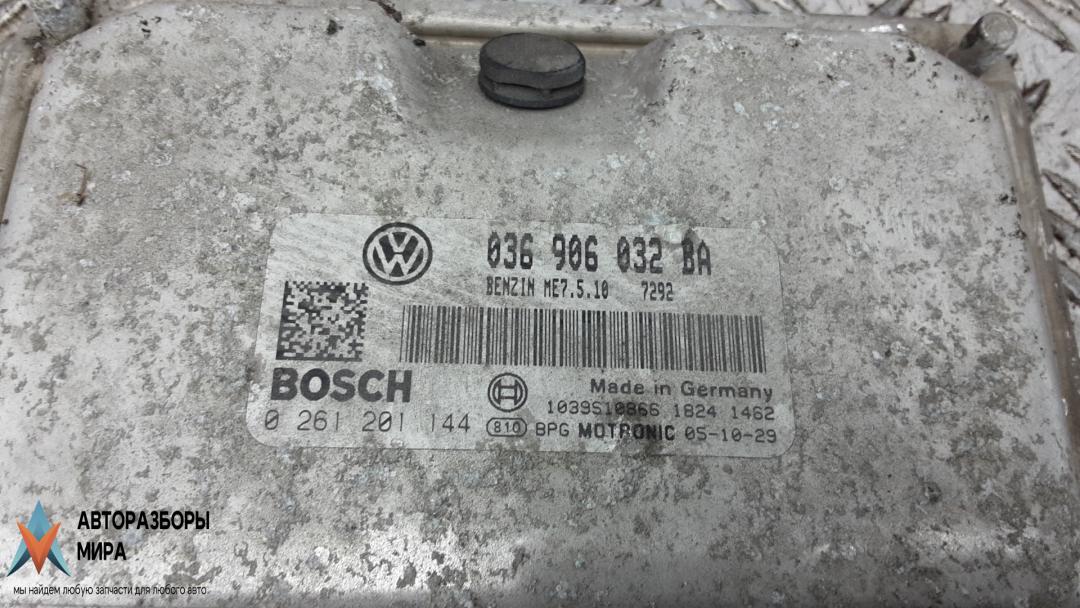 036 906 032 BA
BENZIN ME7.5.10 7292
BOSCH
Made in Germany
1039S10866 1824 1462
0 261 201 144
810 BPG MOTRONIC 05-10-29
АВТОРАЗБОРЫ
МИРА
мы найдем любую запчасти для любого авто